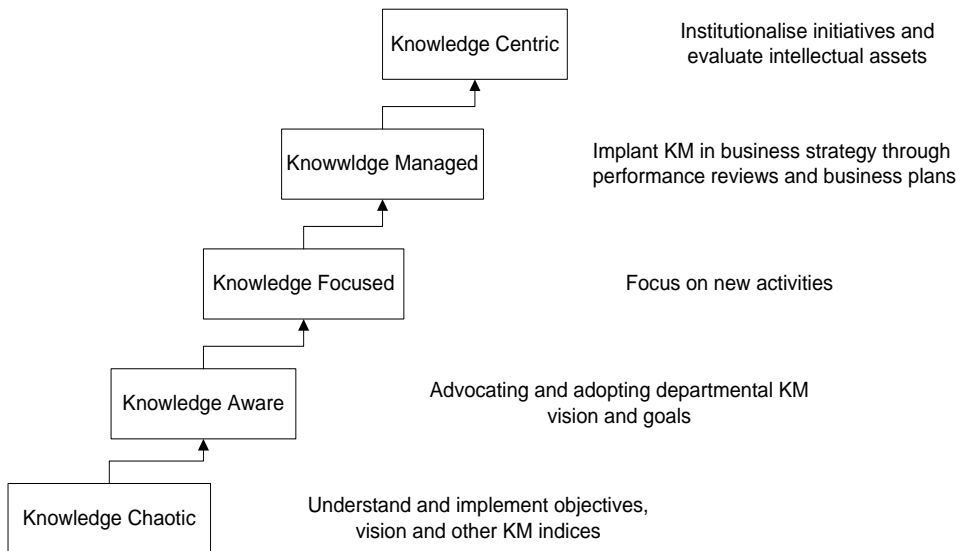 Knowledge Centric
Institutionalise initiatives and
evaluate intellectual assets
Knowwldge Managed
Implant KM in business strategy through
performance reviews and business plans
Knowledge Focused
Focus on new activities
Knowledge Aware
Advocating and adopting departmental KM
vision and goals
Knowledge Chaotic
Understand and implement objectives,
vision and other KM indices